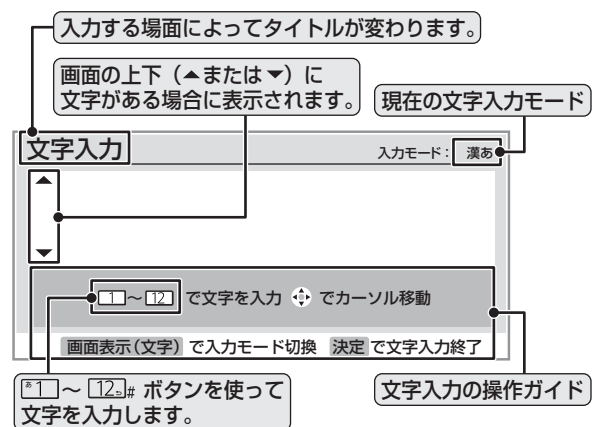 入力する場面によってタイトルが変わります。
画面の上下（▲または▼）に
文字がある場合に表示されます。
現在の文字入力モード
文字入力
入力モード： 漢あ
▲
▼
1～12 で文字を入力 でカーソル移動
画面表示(文字) で入力モード切換 決定 で文字入力終了
1～12# ボタンを使って
文字を入力します。
文字入力の操作ガイド